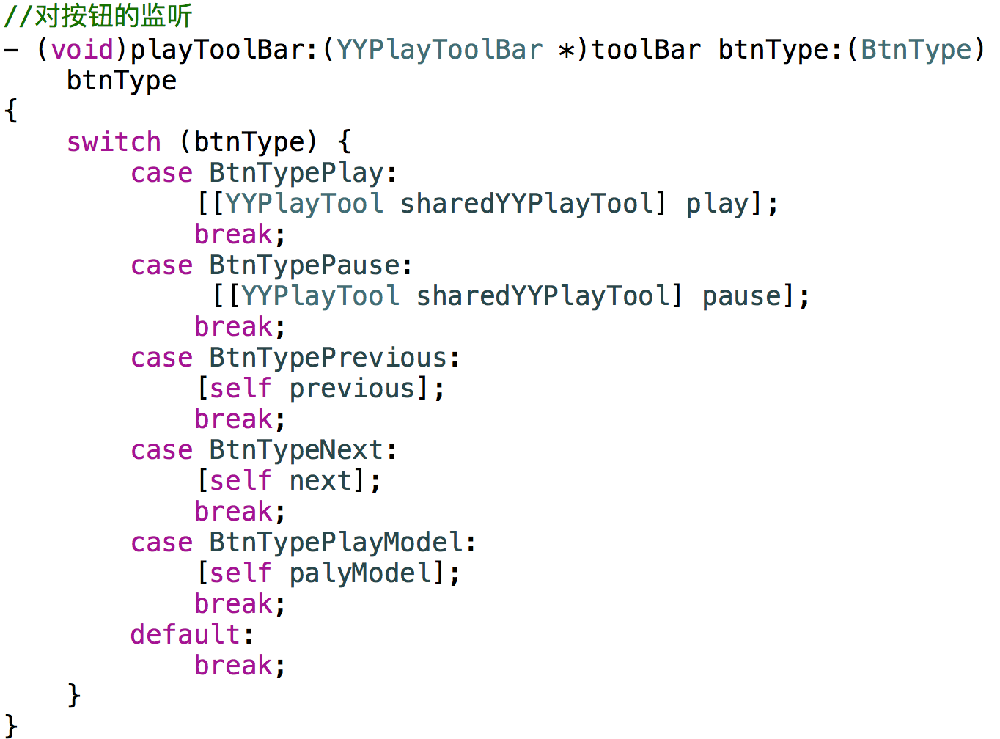 //对按钮的监听
- (void)playToolBar:(YYPlayToolBar *)toolBar btnType:(BtnType)
    btnType
{
    switch (btnType) {
        case BtnTypePlay:
            [[YYPlayTool sharedYYPlayTool] play];
            break;
        case BtnTypePause:
             [[YYPlayTool sharedYYPlayTool] pause];
            break;
        case BtnTypePrevious:
            [self previous];
            break;
        case BtnTypeNext:
            [self next];
            break;
        case BtnTypePlayModel:
            [self palyModel];
            break;
        default:
            break;
    }
}